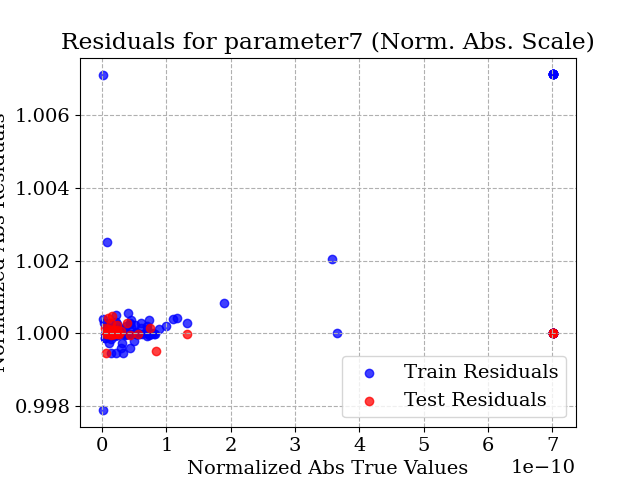 Residuals for parameter7 (Norm. Abs. Scale)
Normalized Abs Residuals
1.006
1.004
1.002
1.000
0.998
Train Residuals
Test Residuals
0 1 2 3 4 5 6 7
1e−10
Normalized Abs True Values